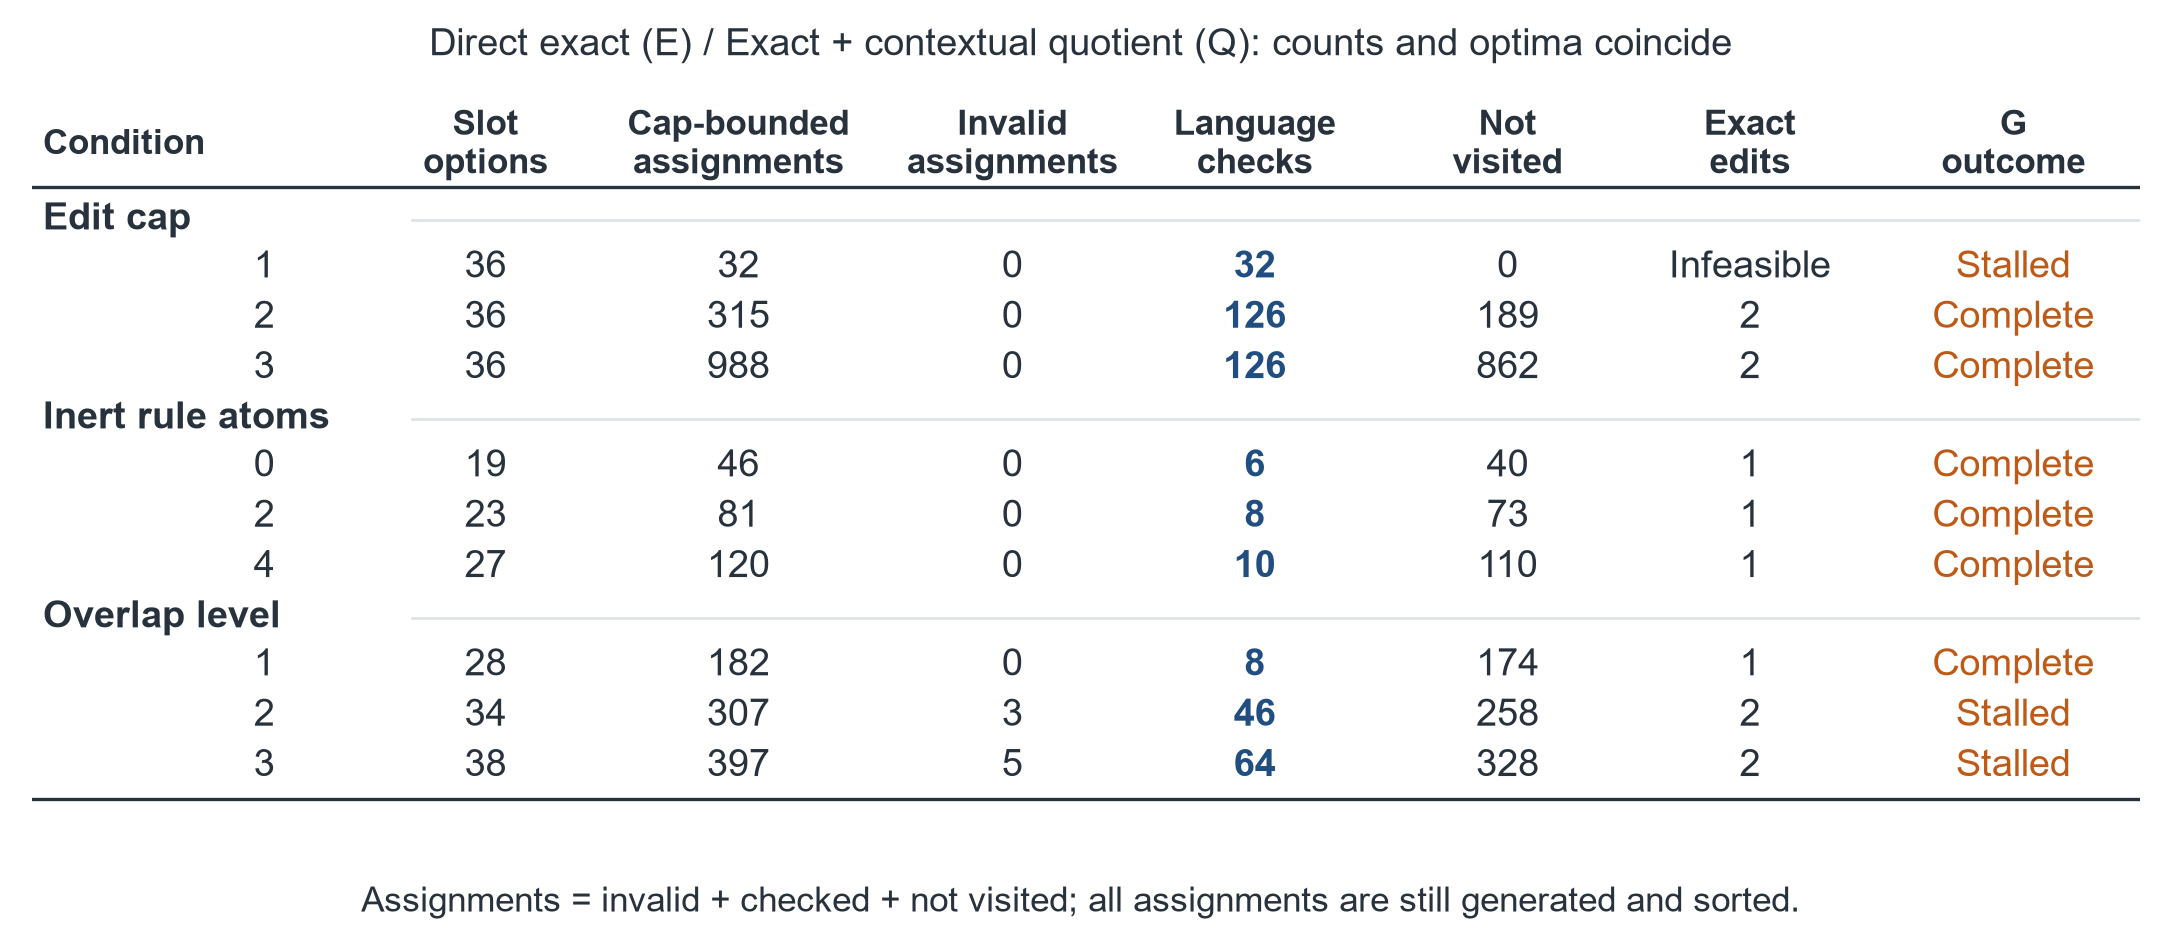 Direct exact (E) / Exact + contextual quotient (Q): counts and optima coincide
Condition Slot options Cap-bounded assignments Invalid assignments Language checks Not visited Exact edits G outcome
Edit cap
1 36 32 0 32 0 Infeasible Stalled
2 36 315 0 126 189 2 Complete
3 36 988 0 126 862 2 Complete
Inert rule atoms
0 19 46 0 6 40 1 Complete
2 23 81 0 8 73 1 Complete
4 27 120 0 10 110 1 Complete
Overlap level
1 28 182 0 8 174 1 Complete
2 34 307 3 46 258 2 Stalled
3 38 397 5 64 328 2 Stalled
Assignments = invalid + checked + not visited; all assignments are still generated and sorted.